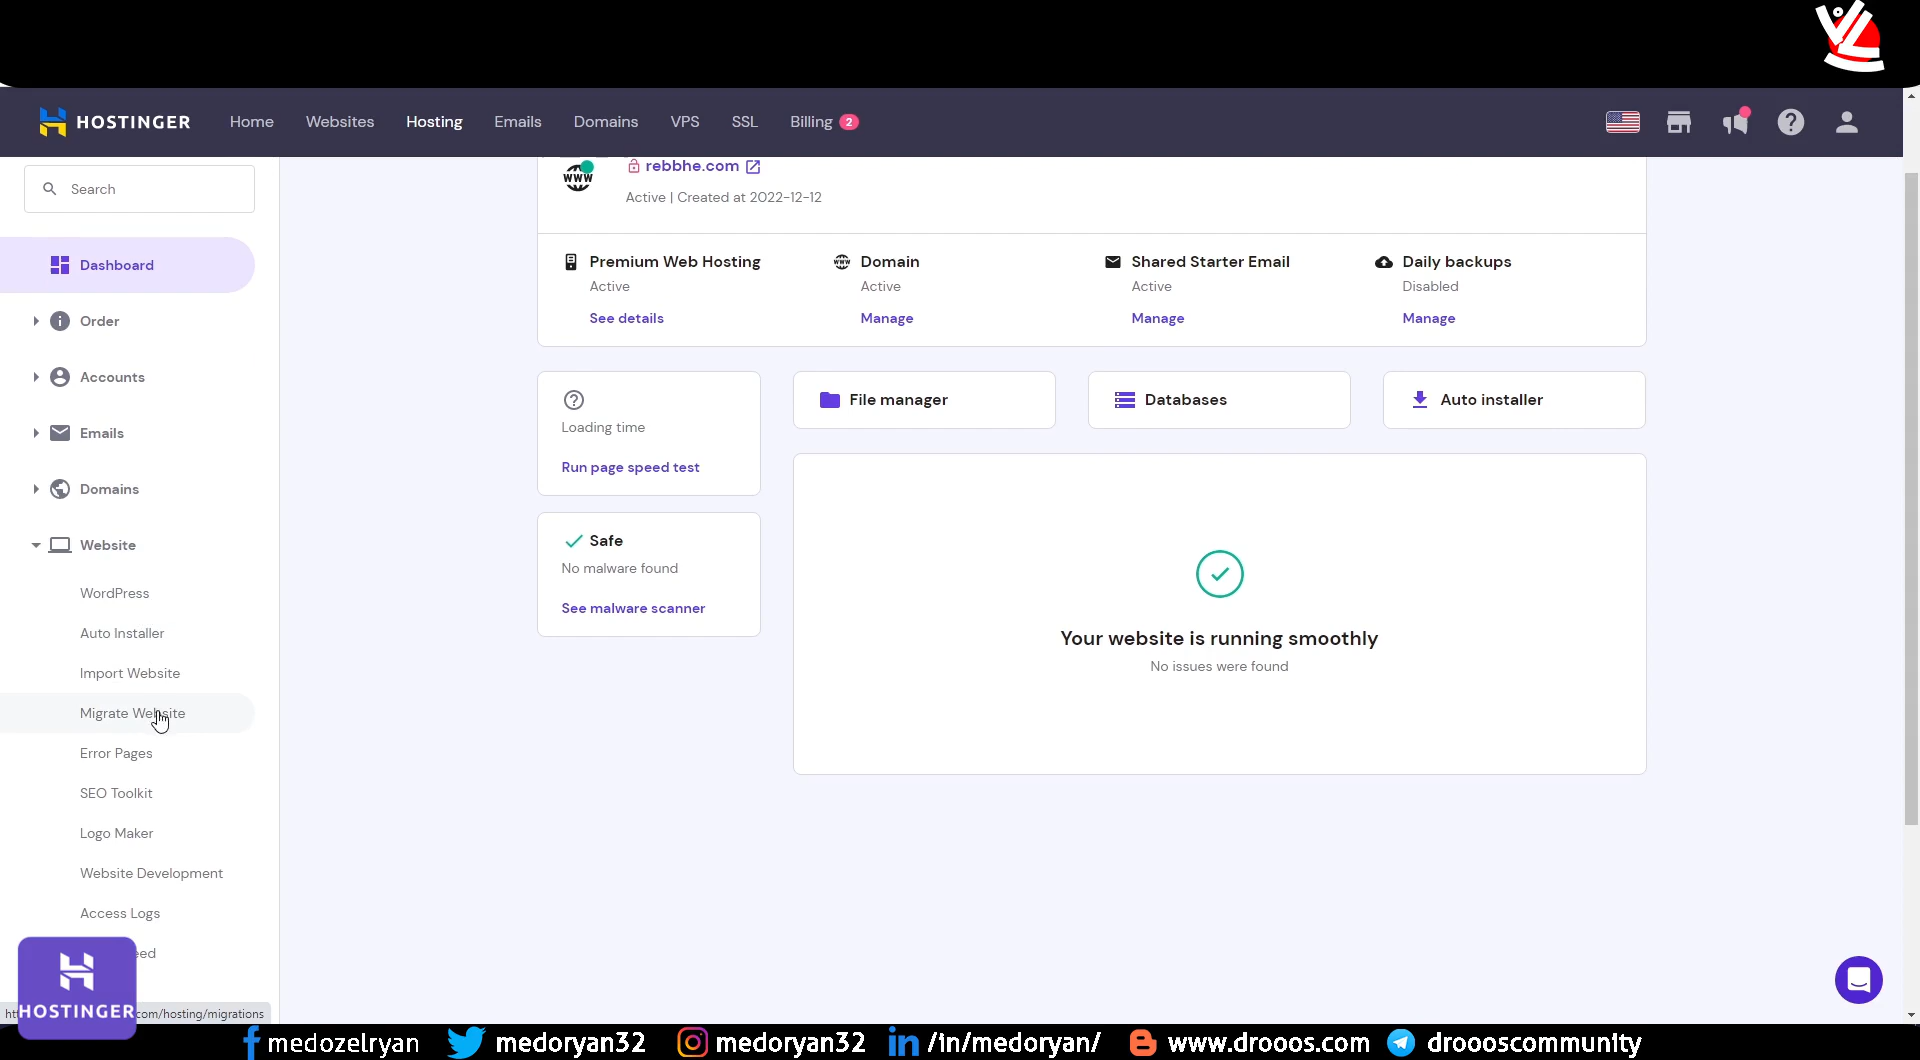 HOSTINGER
Home
Websites
Hosting
Emails
Domains
VPS
SSL
Billing 2
Search
Dashboard
Order
Accounts
Emails
Domains
Website
WordPress
Auto Installer
Import Website
Migrate Website
Error Pages
SEO Toolkit
Logo Maker
Website Development
Access Logs
rebbhe.com
Active | Created at 2022-12-12
Premium Web Hosting
Active
See details
Domain
Active
Manage
Shared Starter Email
Active
Manage
Daily backups
Disabled
Manage
Loading time
Run page speed test
File manager
Databases
Auto installer
Safe
No malware found
See malware scanner
Your website is running smoothly
No issues were found
HOSTINGER
com/hosting/migrations
medozelryan
medoryan32
medoryan32
/in/medoryan/
www.drooos.com
droooscommunity